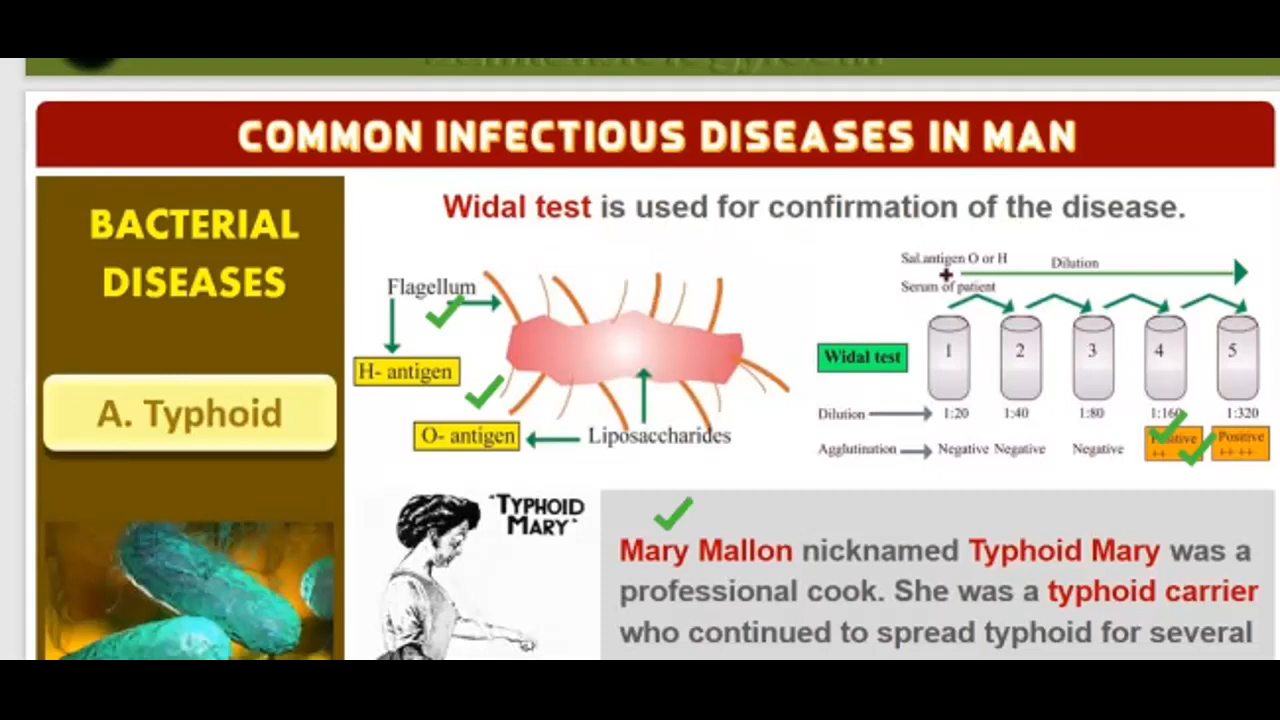 COMMON INFECTIOUS DISEASES IN MAN
BACTERIAL
DISEASES
A. Typhoid
Widal test is used for confirmation of the disease.
Flagellum
H- antigen
O- antigen
Liposaccharides
Sal.antigen O or H
+
Serum of patient
Dilution
Widal test
1 2 3 4 5
Dilution 1:20 1:40 1:80 1:160 1:320
Agglutination Negative Negative Negative Positive Positive
++ ++ ++
"TYPHOID
MARY"
Mary Mallon nicknamed Typhoid Mary was a
professional cook. She was a typhoid carrier
who continued to spread typhoid for several